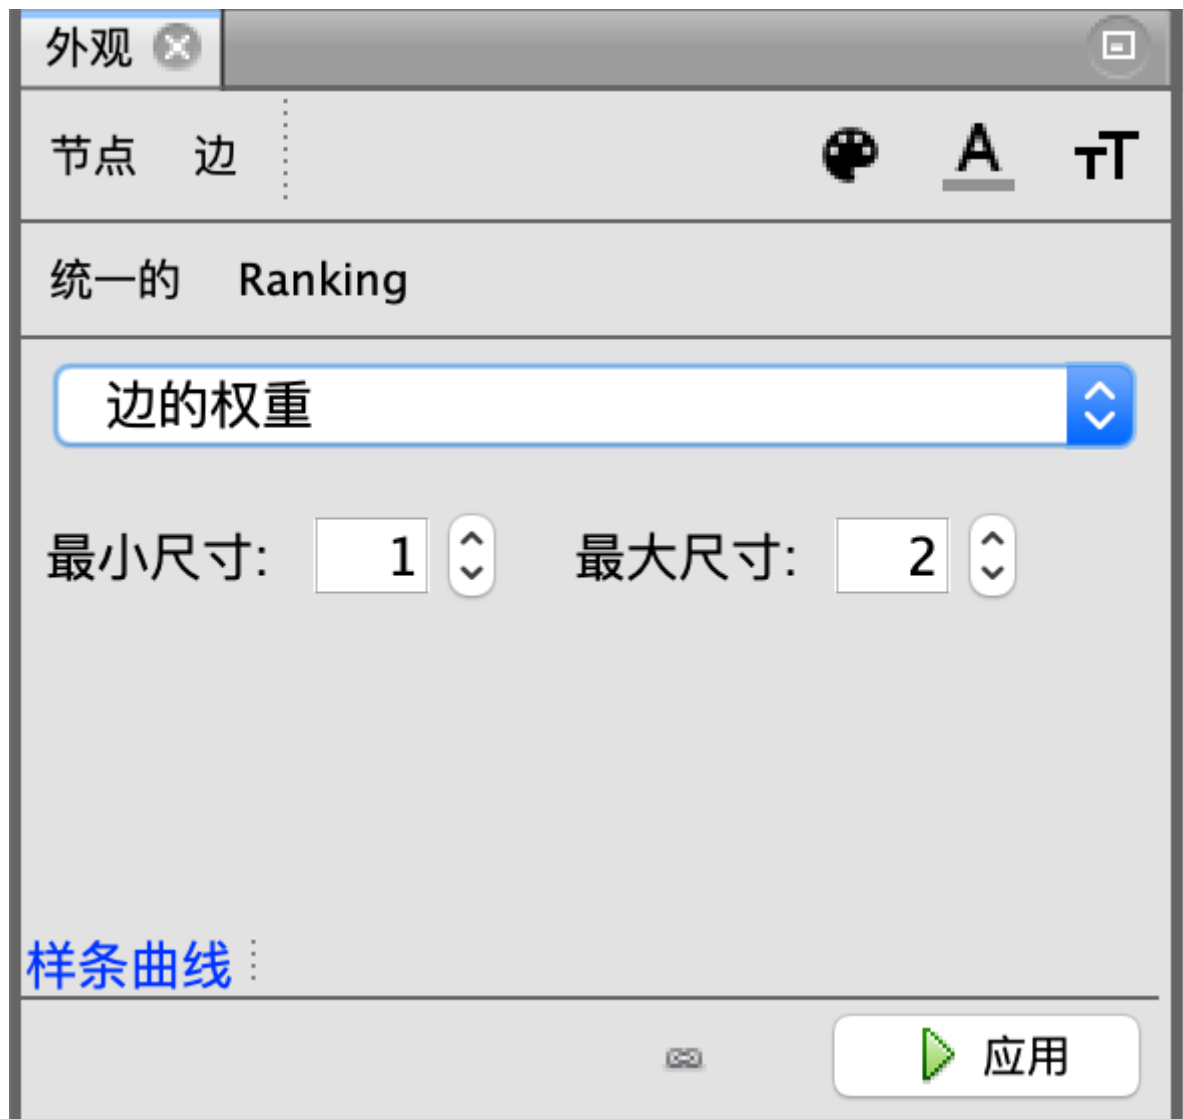 外观
节点 边 A TT
统一的 Ranking
边的权重
最小尺寸: 1 最大尺寸: 2
样条曲线
应用